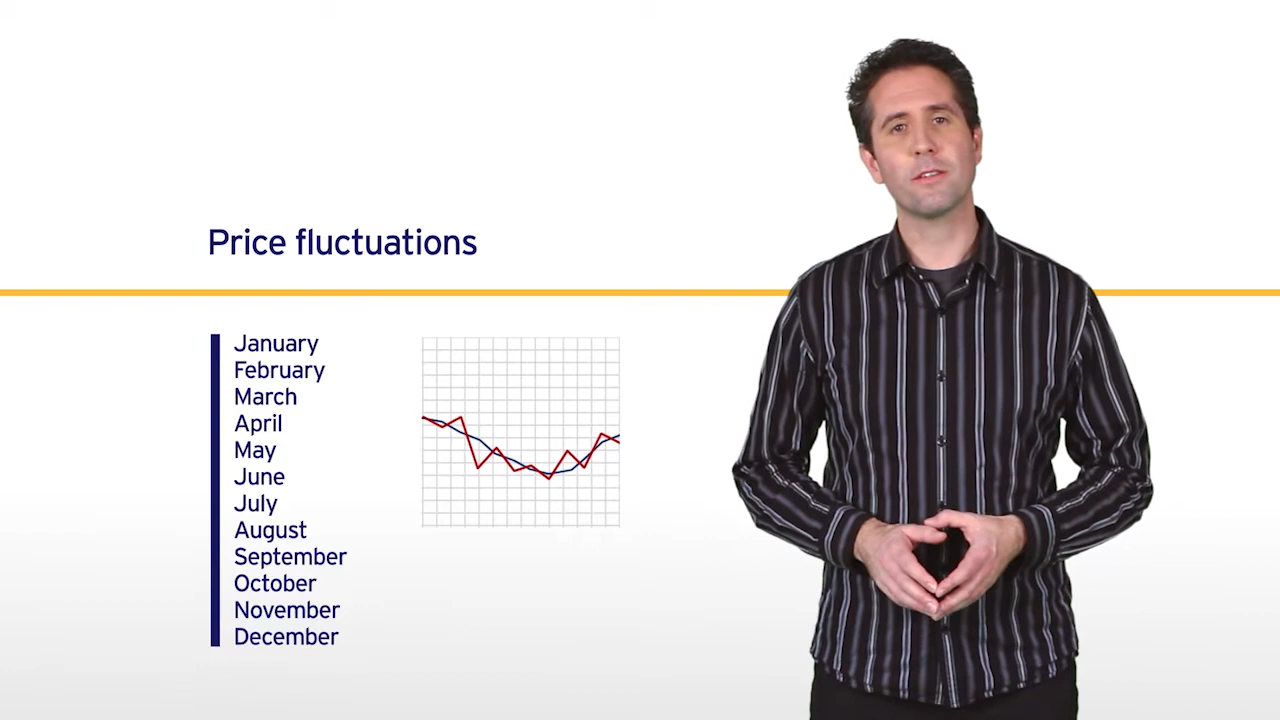 Price fluctuations
January
February
March
April
May
June
July
August
September
October
November
December